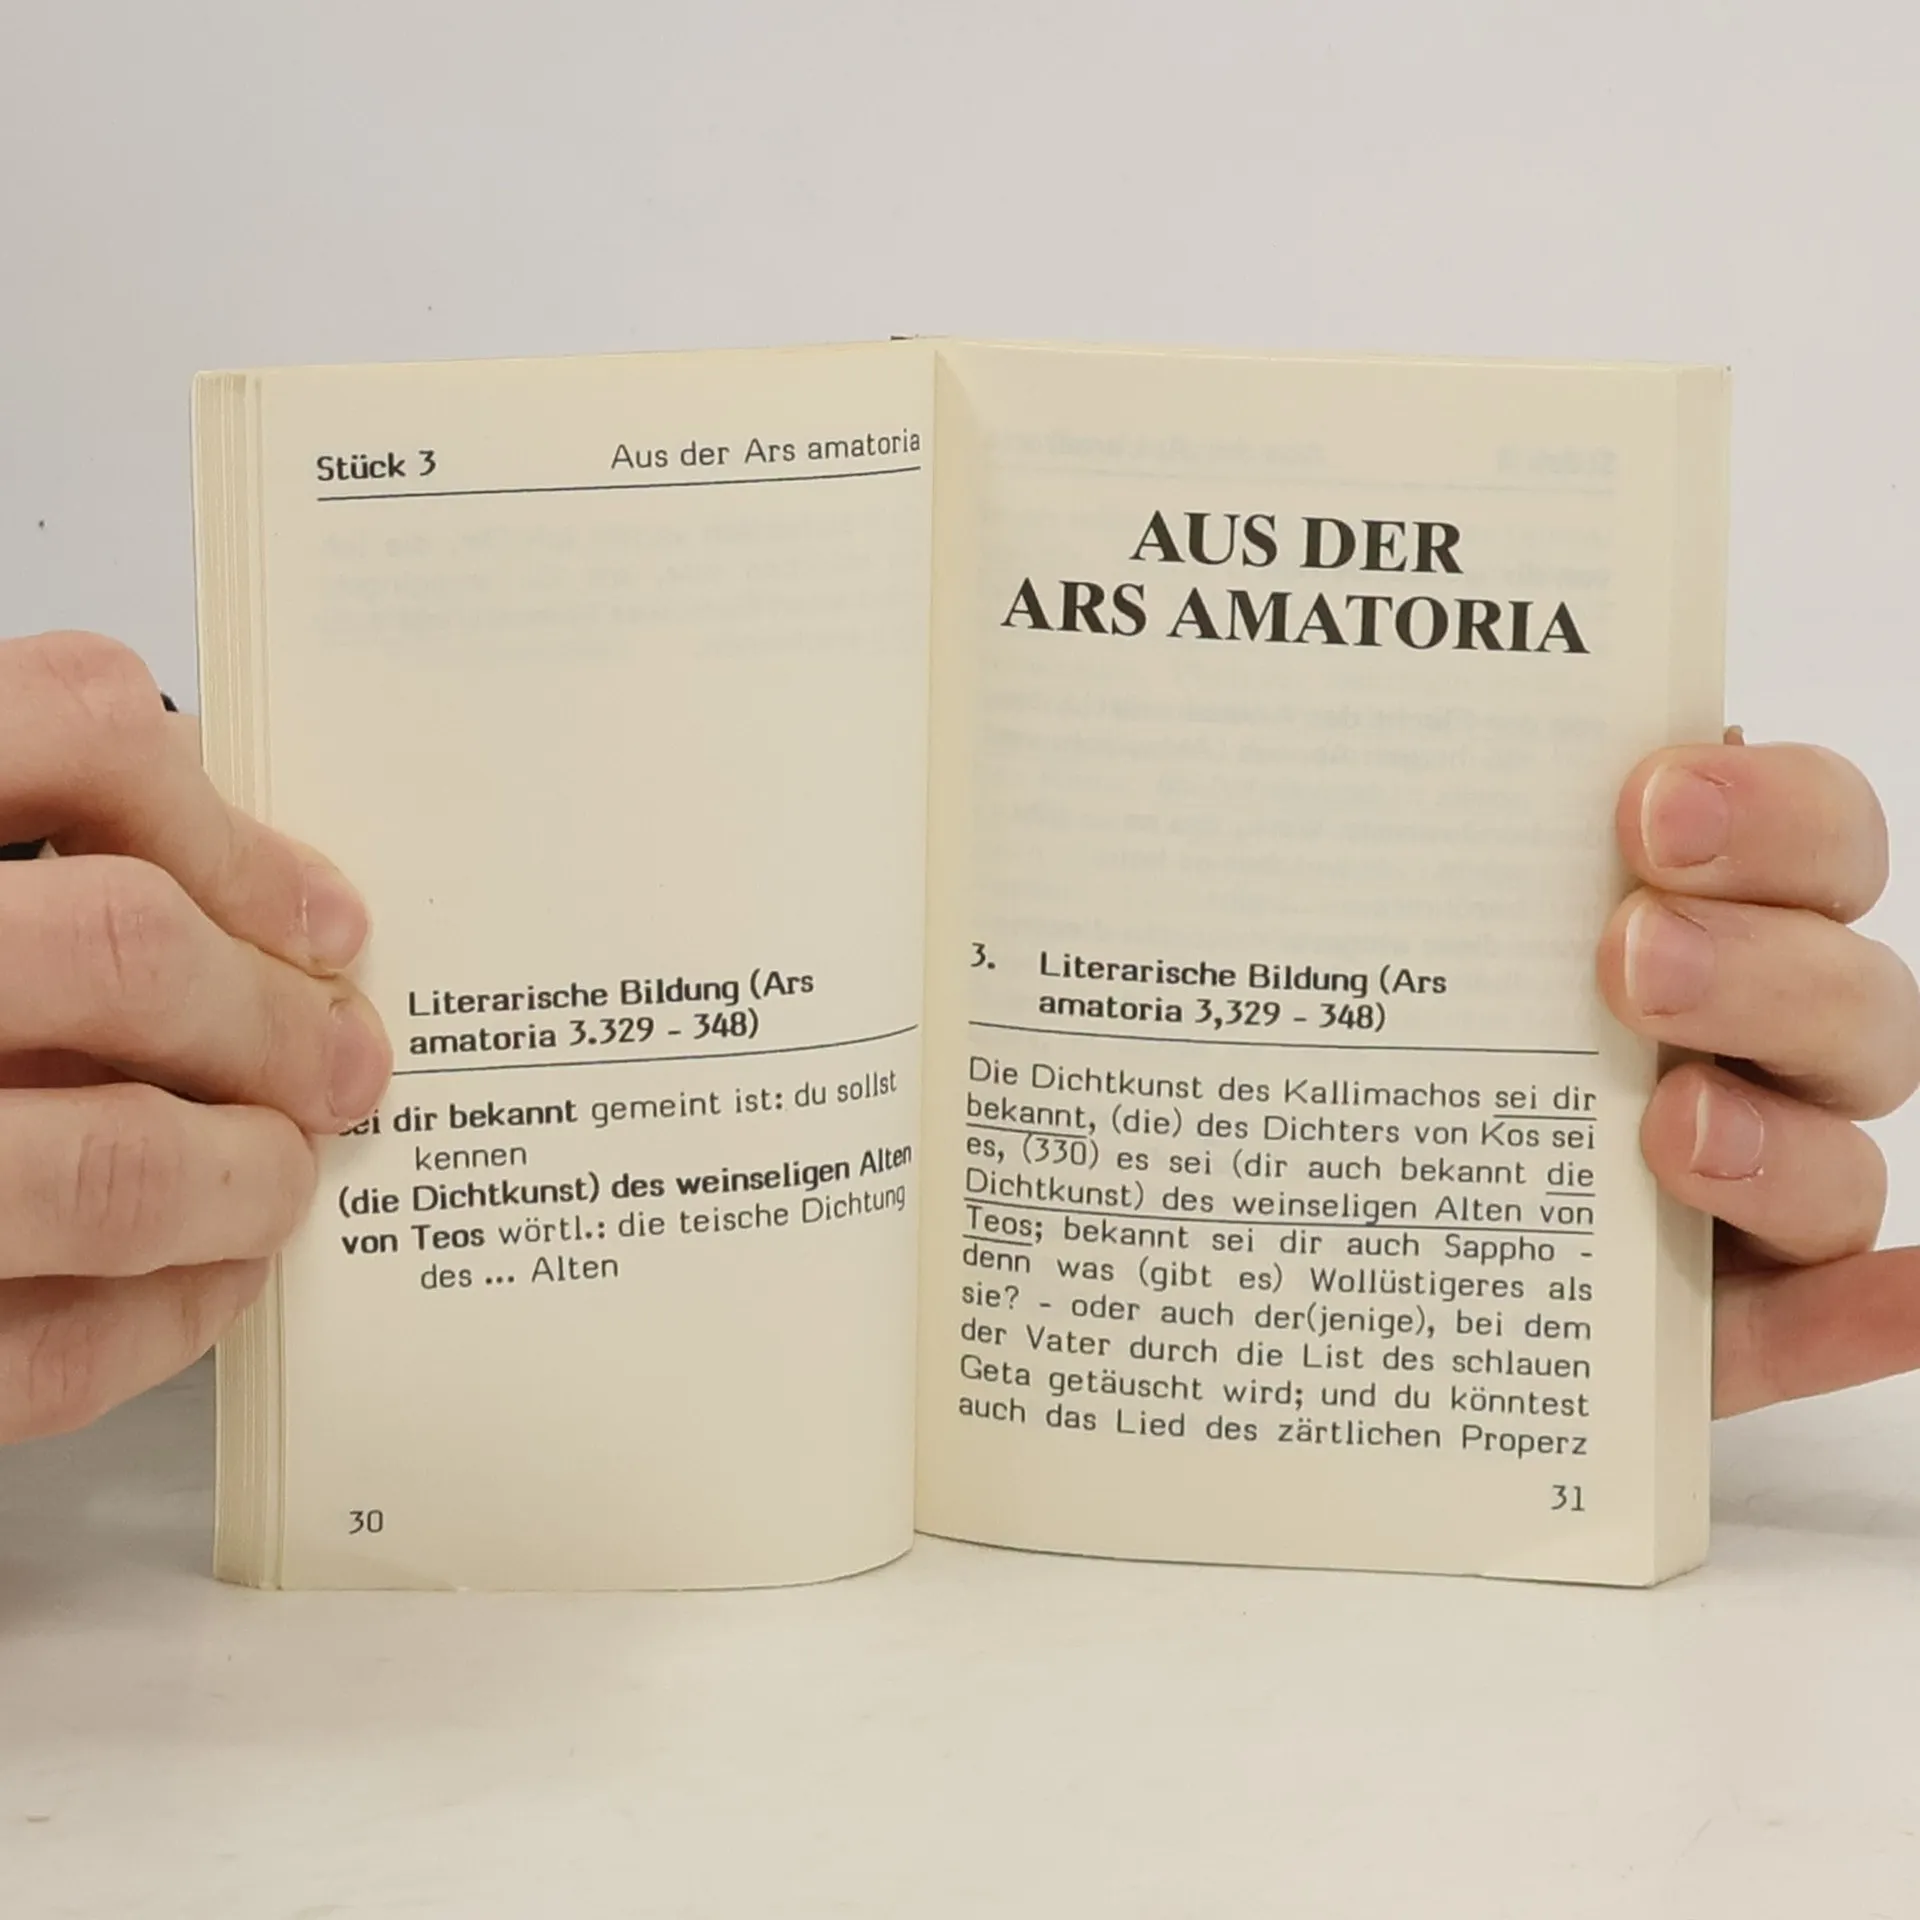 Stück 3 Aus der Ars amatoria
Literarische Bildung (Ars
amatoria 3.329 - 348)
dir bekannt gemeint ist: du sollst
kennen
(die Dichtkunst) des weinseligen Alten
von Teos wörtl.: die teische Dichtung
des ... Alten
30
AUS DER
ARS AMATORIA
3. Literarische Bildung (Ars
amatoria 3,329 - 348)
Die Dichtkunst des Kallimachos sei dir
bekannt, (die) des Dichters von Kos sei
es, (330) es sei (dir auch bekannt die
Dichtkunst) des weinseligen Alten von
Teos; bekannt sei dir auch Sappho -
denn was (gibt es) Wollüstigeres als
sie? - oder auch der(jenige), bei dem
der Vater durch die List des schlauen
Geta getäuscht wird; und du könntest
auch das Lied des zärtlichen Properz
31